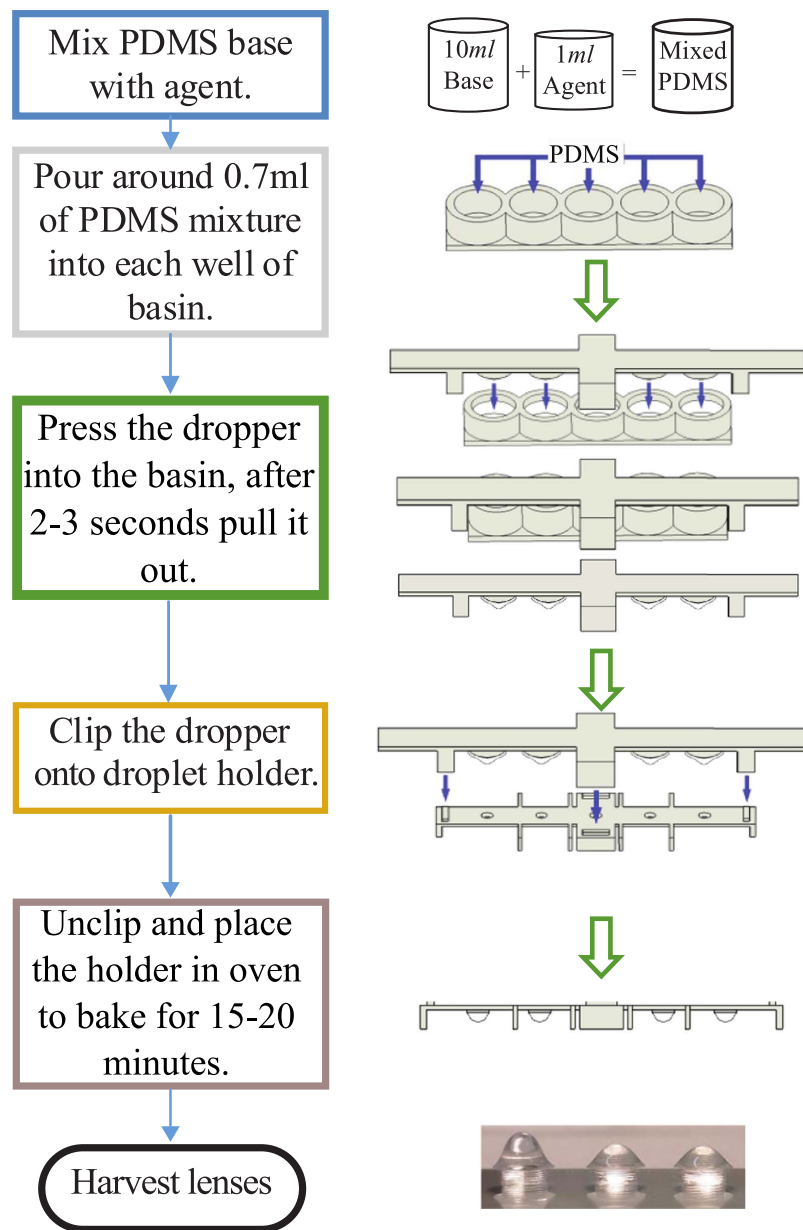 Mix PDMS base
with agent.
10ml
Base
+
1ml
Agent
=
Mixed
PDMS
Pour around 0.7ml
of PDMS mixture
into each well of
basin.
PDMS
Press the dropper
into the basin, after
2-3 seconds pull it
out.
Clip the dropper
onto droplet holder.
Unclip and place
the holder in oven
to bake for 15-20
minutes.
Harvest lenses